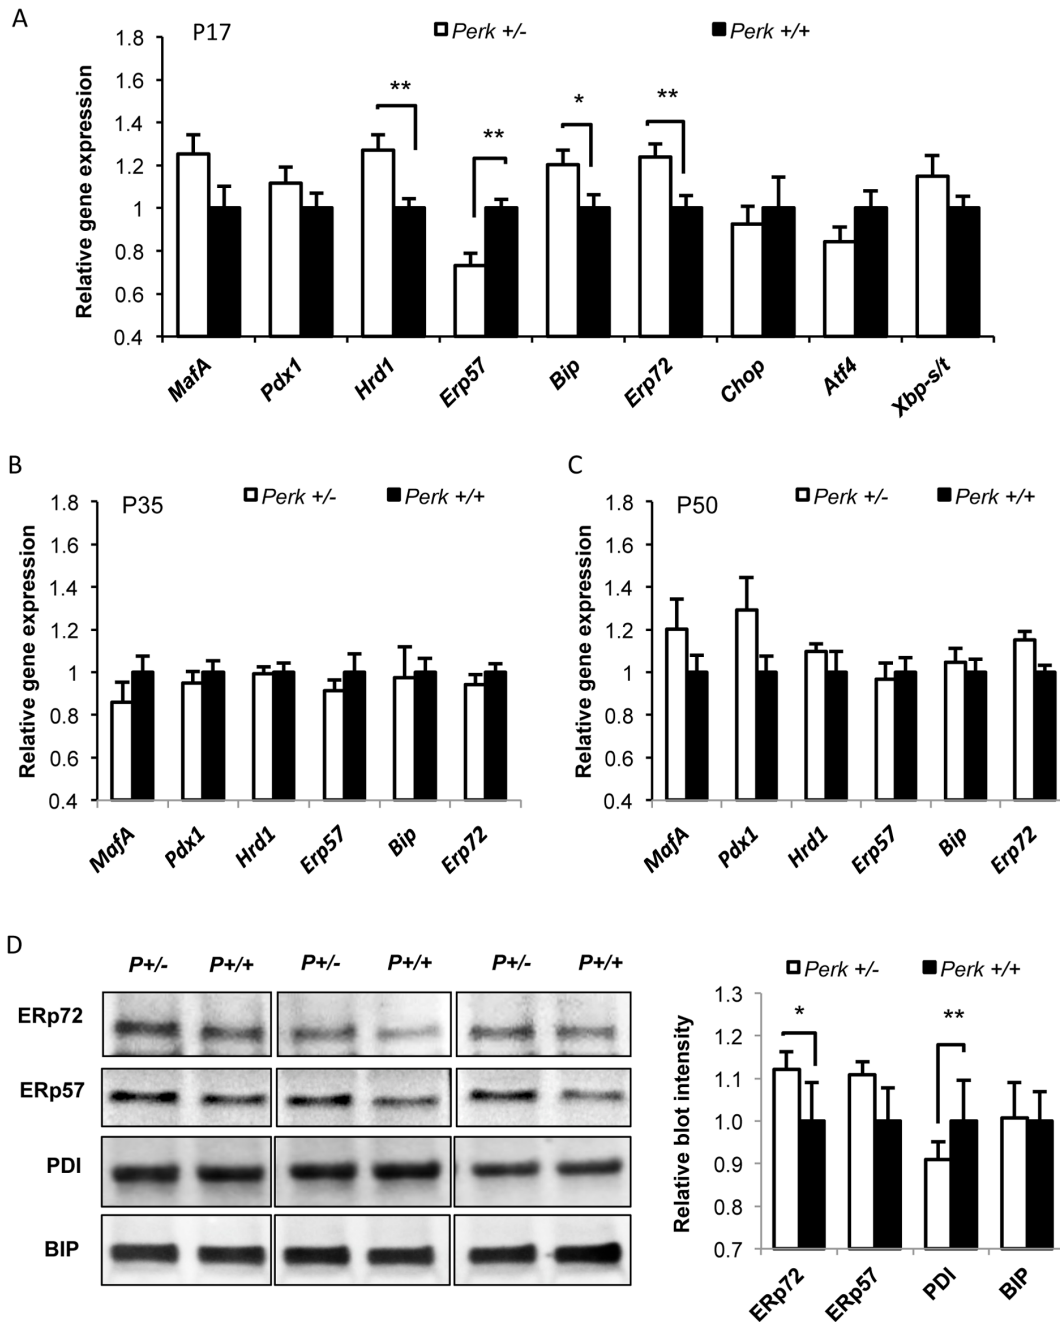 A
P17
Perk +/-
Perk +/+
Relative gene expression
1.8
1.6
1.4
1.2
1
0.8
0.6
0.4
**
**
*
**
MafA
Pdx1
Hrd1
Erp57
Bip
Erp72
Chop
Atf4
Xbp-s/t
B
P35
Perk +/-
Perk +/+
Relative gene expression
1.8
1.6
1.4
1.2
1
0.8
0.6
0.4
MafA
Pdx1
Hrd1
Erp57
Bip
Erp72
C
P50
Perk +/-
Perk +/+
Relative gene expression
1.8
1.6
1.4
1.2
1
0.8
0.6
0.4
MafA
Pdx1
Hrd1
Erp57
Bip
Erp72
D
P+/- P+/+ P+/- P+/+ P+/- P+/+
ERp72
ERp57
PDI
BIP
Perk +/-
Perk +/+
Relative blot intensity
1.3
1.2
1.1
1.0
0.9
0.8
0.7
*
**
ERp72
ERp57
PDI
BIP